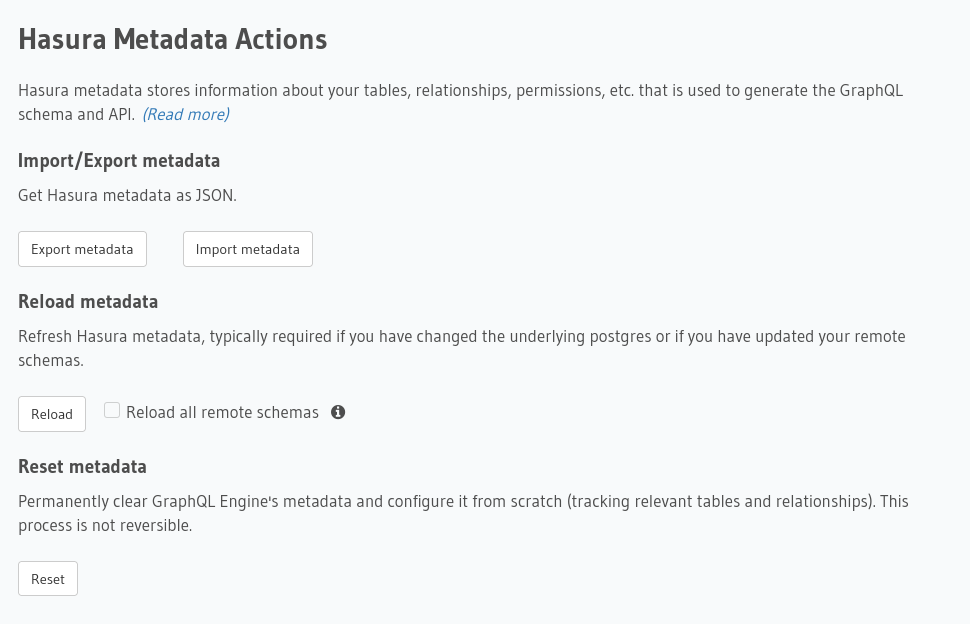 Hasura Metadata Actions
Hasura metadata stores information about your tables, relationships, permissions, etc. that is used to generate the GraphQL
schema and API. (Read more)
Import/Export metadata
Get Hasura metadata as JSON.
Export metadata
Import metadata
Reload metadata
Refresh Hasura metadata, typically required if you have changed the underlying postgres or if you have updated your remote
schemas.
Reload
Reload all remote schemas
Reset metadata
Permanently clear GraphQL Engine's metadata and configure it from scratch (tracking relevant tables and relationships). This
process is not reversible.
Reset